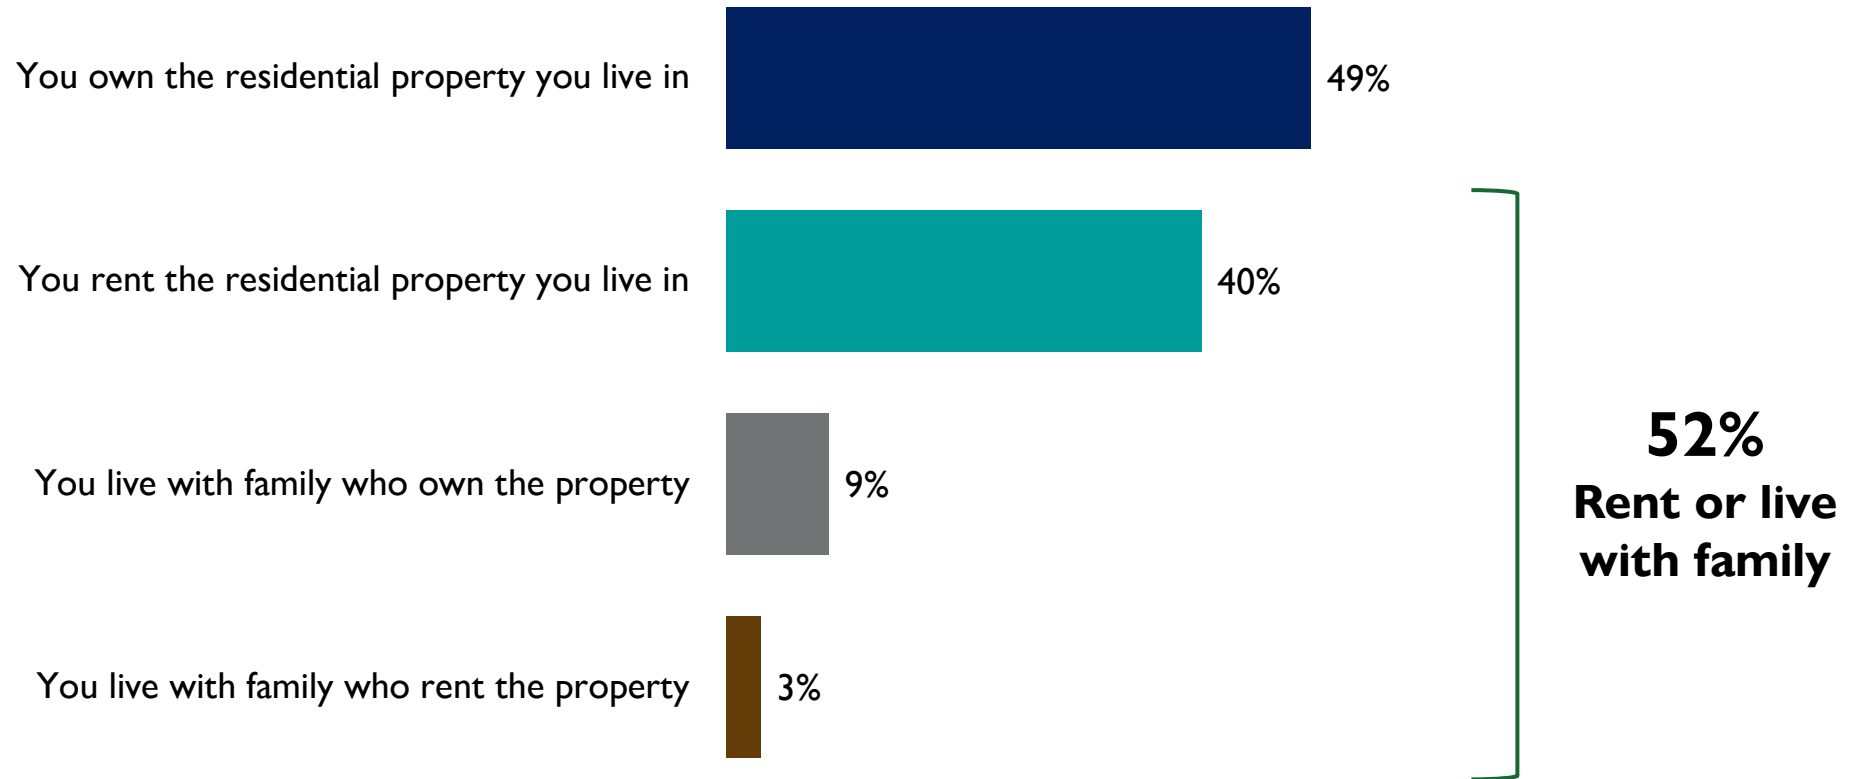 You own the residential property you live in
49%
You rent the residential property you live in
40%
You live with family who own the property
9%
You live with family who rent the property
3%
52%
Rent or live
with family